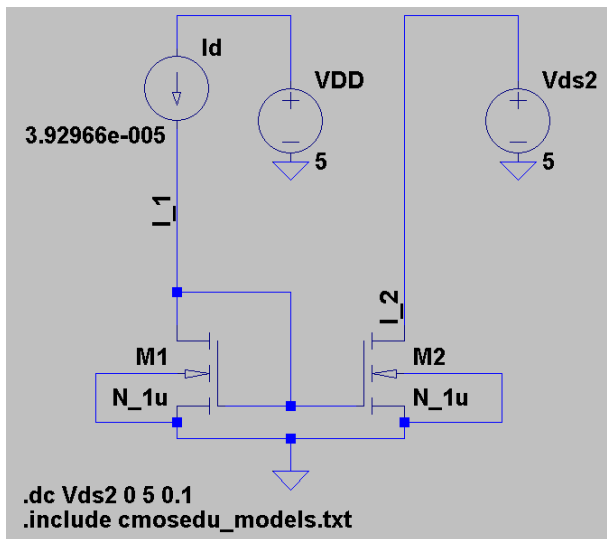 Id
VDD
Vds2
3.92966e-005
5
5
I_1
I_2
M1
M2
N_1u
N_1u
.dc Vds2 0 5 0.1
.include cmosedu_models.txt